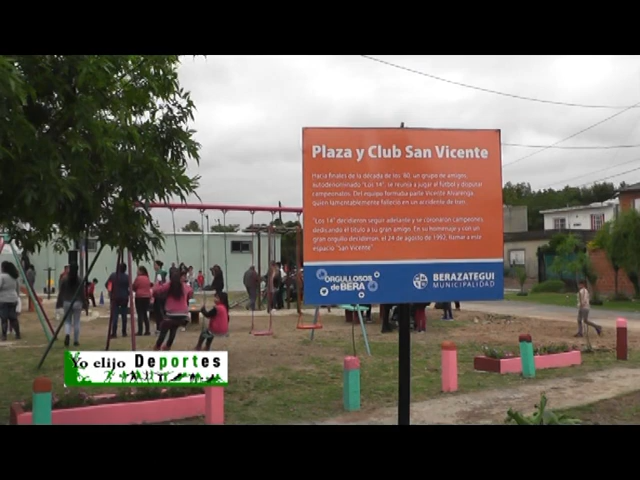 Plaza y Club San Vicente
Hacia finales de la década de los '80, un grupo de amigos,
autodenominado "Los 14", se reunía a jugar al fútbol y disputar
campeonatos. Del equipo formaba parte Vicente Alvarenga,
quien lamentablemente falleció en un accidente de tren.
"Los 14" decidieron seguir adelante y se coronaron campeones,
dedicando el título a su amigo. En su homenaje y con un
gran orgullo decidieron, el 24 de agosto de 1992, llamar a este
espacio "San Vicente".
ORGULLOSOS
de BERA
BERAZATEGUI
MUNICIPALIDAD
Yo elijo Deportes